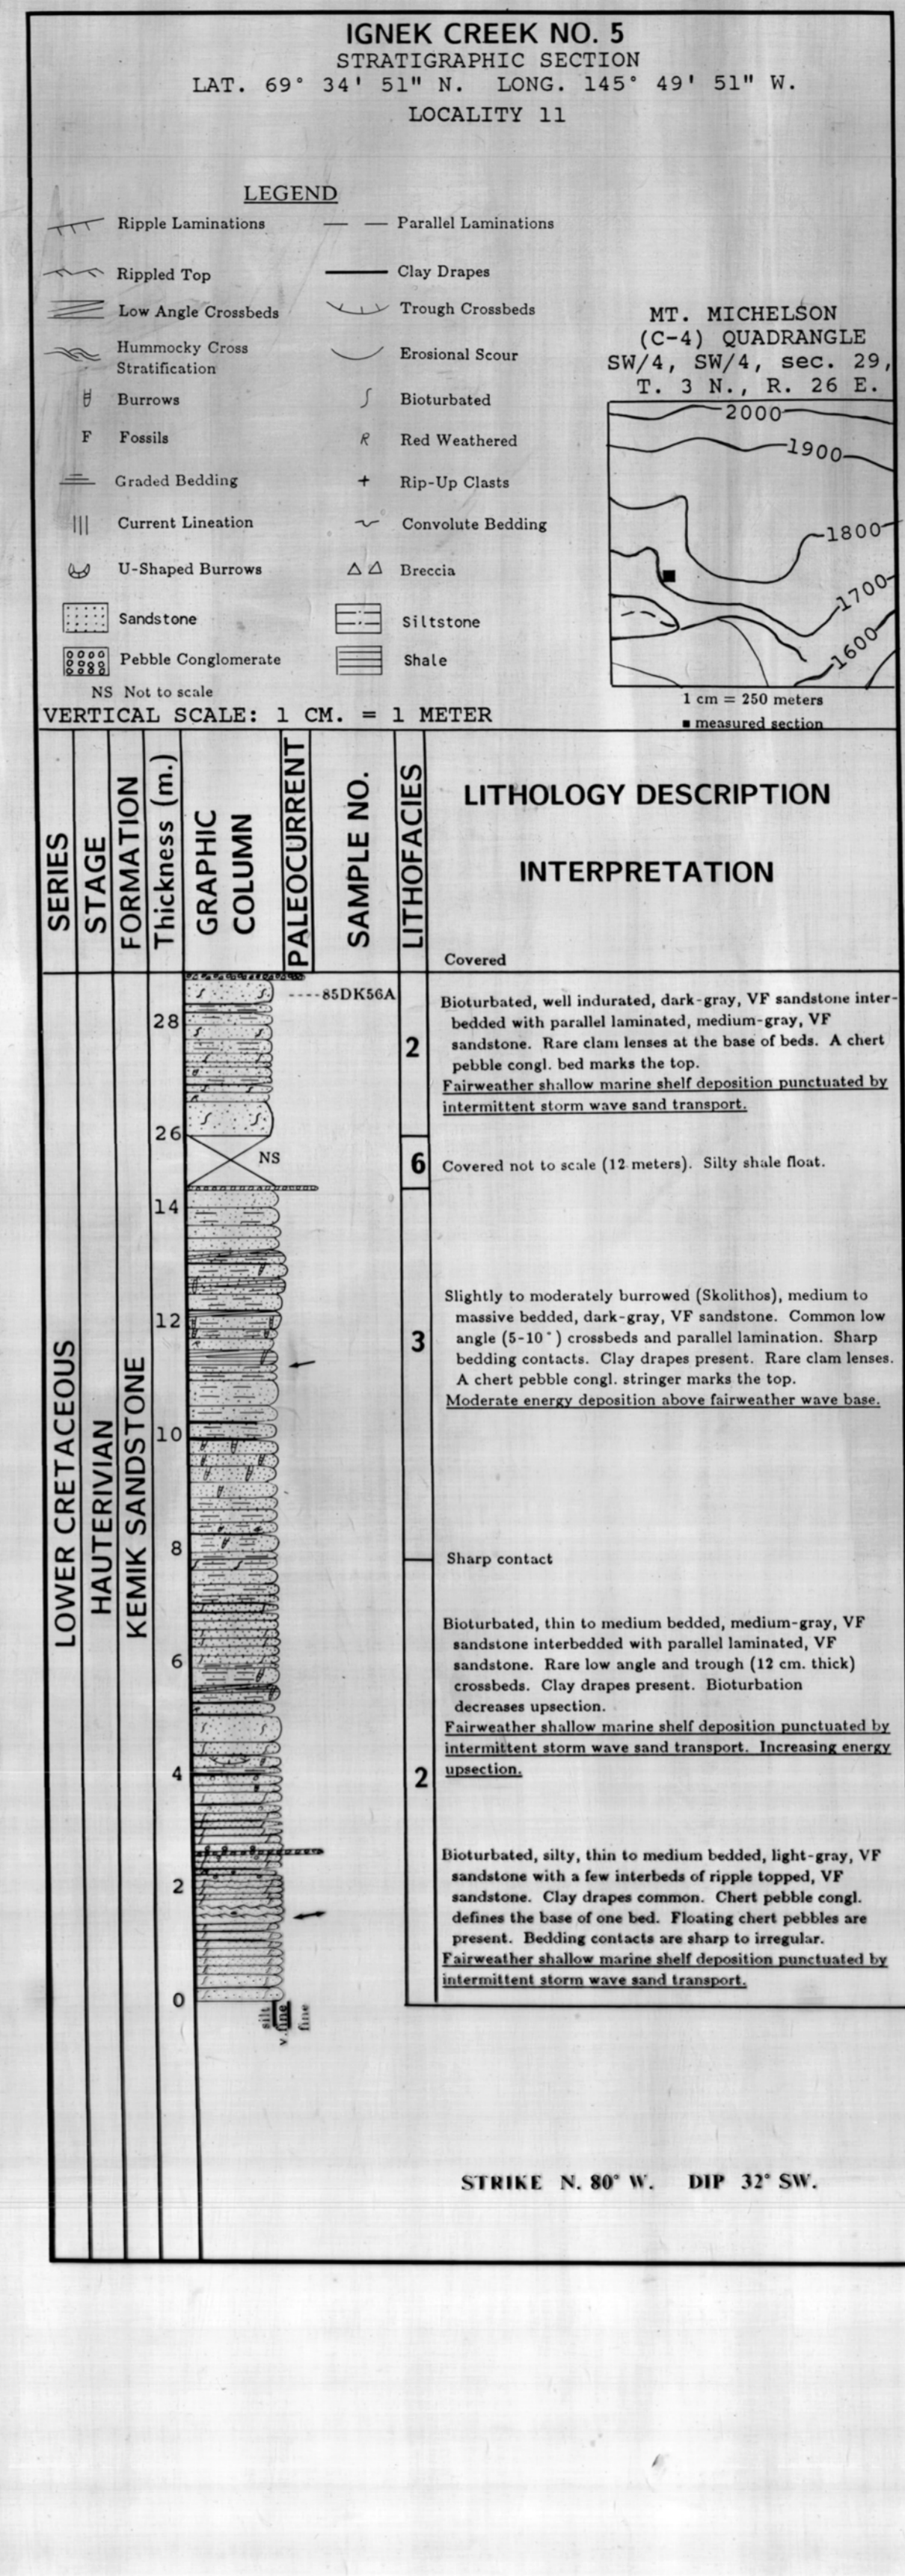 IGNEK CREEK NO. 5
STRATIGRAPHIC SECTION
LAT. 69° 34' 51" N. LONG. 145° 49' 51" W.
LOCALITY 11
LEGEND
Ripple Laminations
Parallel Laminations
Rippled Top
Clay Drapes
Low Angle Crossbeds
Trough Crossbeds
Hummocky Cross
Stratification
Erosional Scour
Burrows
Bioturbated
F Fossils
R Red Weathered
Graded Bedding
+ Rip-Up Clasts
Current Lineation
Convolute Bedding
U-Shaped Burrows
Breccia
Sandstone
Siltstone
Pebble Conglomerate
Shale
NS Not to scale
VERTICAL SCALE: 1 CM. = 1 METER
MT. MICHELSON
(C-4) QUADRANGLE
SW/4, SW/4, sec. 29,
T. 3 N., R. 26 E.
2000
1900
1800
1700
1600
1 cm = 250 meters
■ measured section
SERIES
STAGE
FORMATION
Thickness (m.)
GRAPHIC
COLUMN
PALEOCURRENT
SAMPLE NO.
LITHOFACIES
LITHOLOGY DESCRIPTION
INTERPRETATION
Covered
LOWER CRETACEOUS
HAUTERIVIAN
KEMIK SANDSTONE
28
26
14
12
10
8
6
4
2
0
NS
----85DK56A
silt
v. fine
fine
2
Bioturbated, well indurated, dark-gray, VF sandstone inter-
bedded with parallel laminated, medium-gray, VF
sandstone. Rare clam lenses at the base of beds. A chert
pebble congl. bed marks the top.
Fairweather shallow marine shelf deposition punctuated by
intermittent storm wave sand transport.
6
Covered not to scale (12 meters). Silty shale float.
3
Slightly to moderately burrowed (Skolithos), medium to
massive bedded, dark-gray, VF sandstone. Common low
angle (5-10°) crossbeds and parallel lamination. Sharp
bedding contacts. Clay drapes present. Rare clam lenses.
A chert pebble congl. stringer marks the top.
Moderate energy deposition above fairweather wave base.
Sharp contact
2
Bioturbated, thin to medium bedded, medium-gray, VF
sandstone interbedded with parallel laminated, VF
sandstone. Rare low angle and trough (12 cm. thick)
crossbeds. Clay drapes present. Bioturbation
decreases upsection.
Fairweather shallow marine shelf deposition punctuated by
intermittent storm wave sand transport. Increasing energy
upsection.
Bioturbated, silty, thin to medium bedded, light-gray, VF
sandstone with a few interbeds of ripple topped, VF
sandstone. Clay drapes common. Chert pebble congl.
defines the base of one bed. Floating chert pebbles are
present. Bedding contacts are sharp to irregular.
Fairweather shallow marine shelf deposition punctuated by
intermittent storm wave sand transport.
STRIKE N. 80° W. DIP 32° SW.